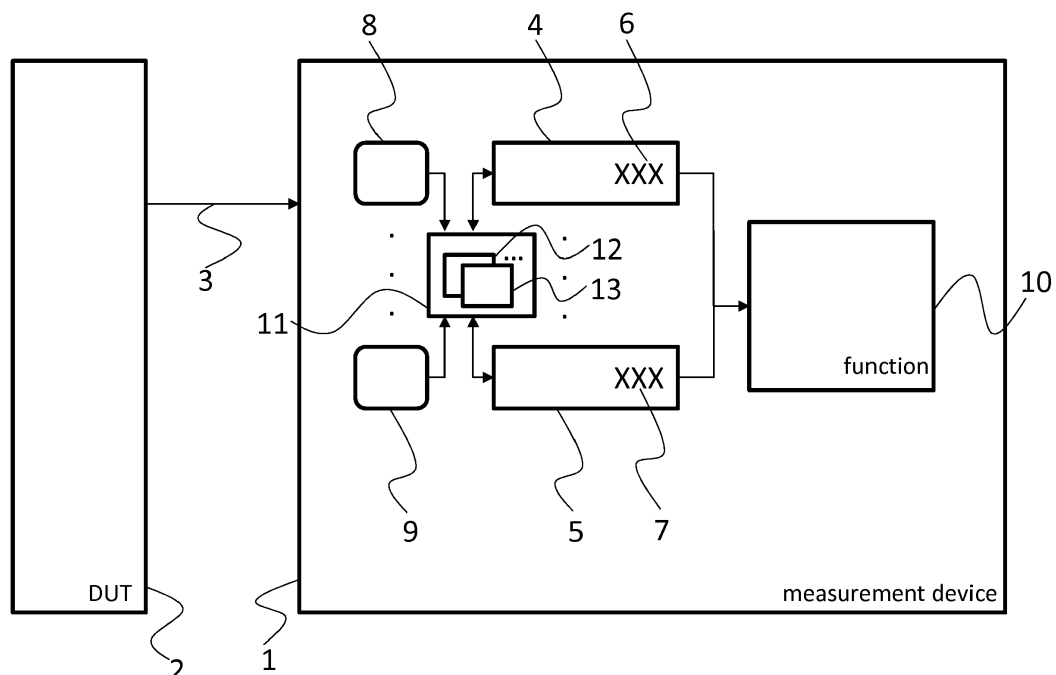 8 4 6
XXX
12
...
3 13 10
11
function
XXX
9 5 7
DUT measurement device
2 1